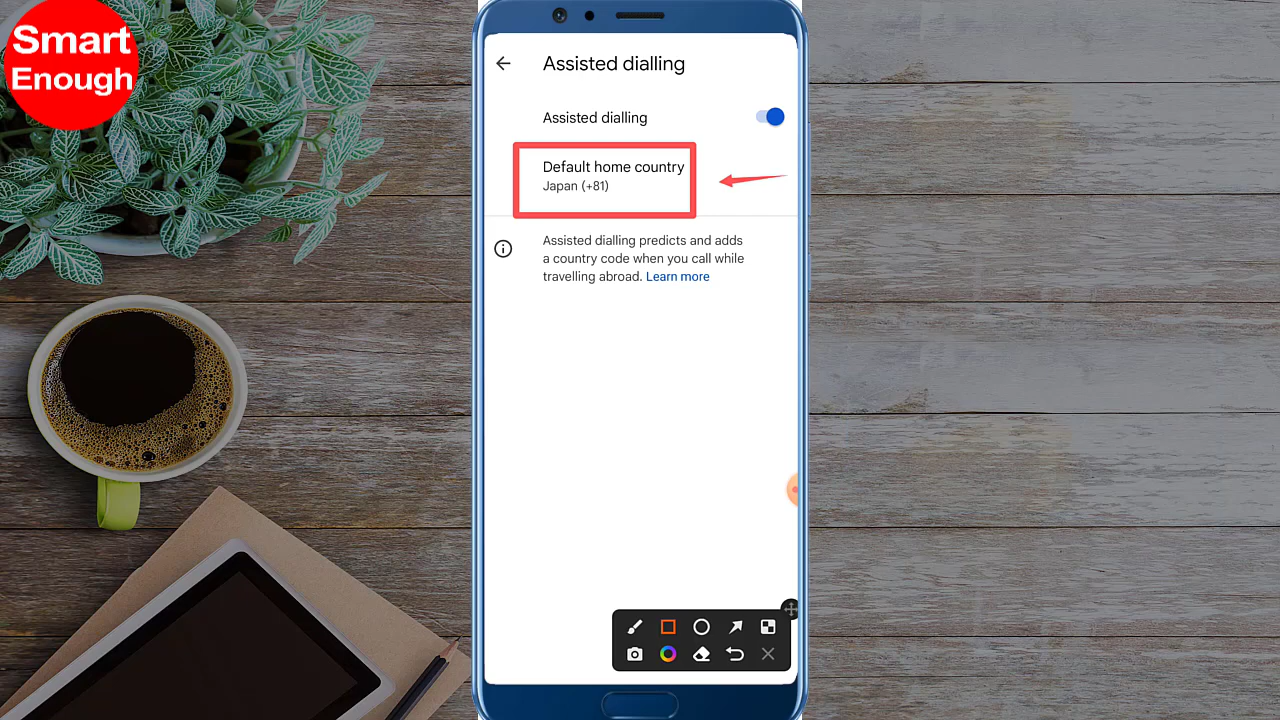 Smart
Enough
Assisted dialling
Assisted dialling
Default home country
Japan (+81)
Assisted dialling predicts and adds
a country code when you call while
travelling abroad. Learn more